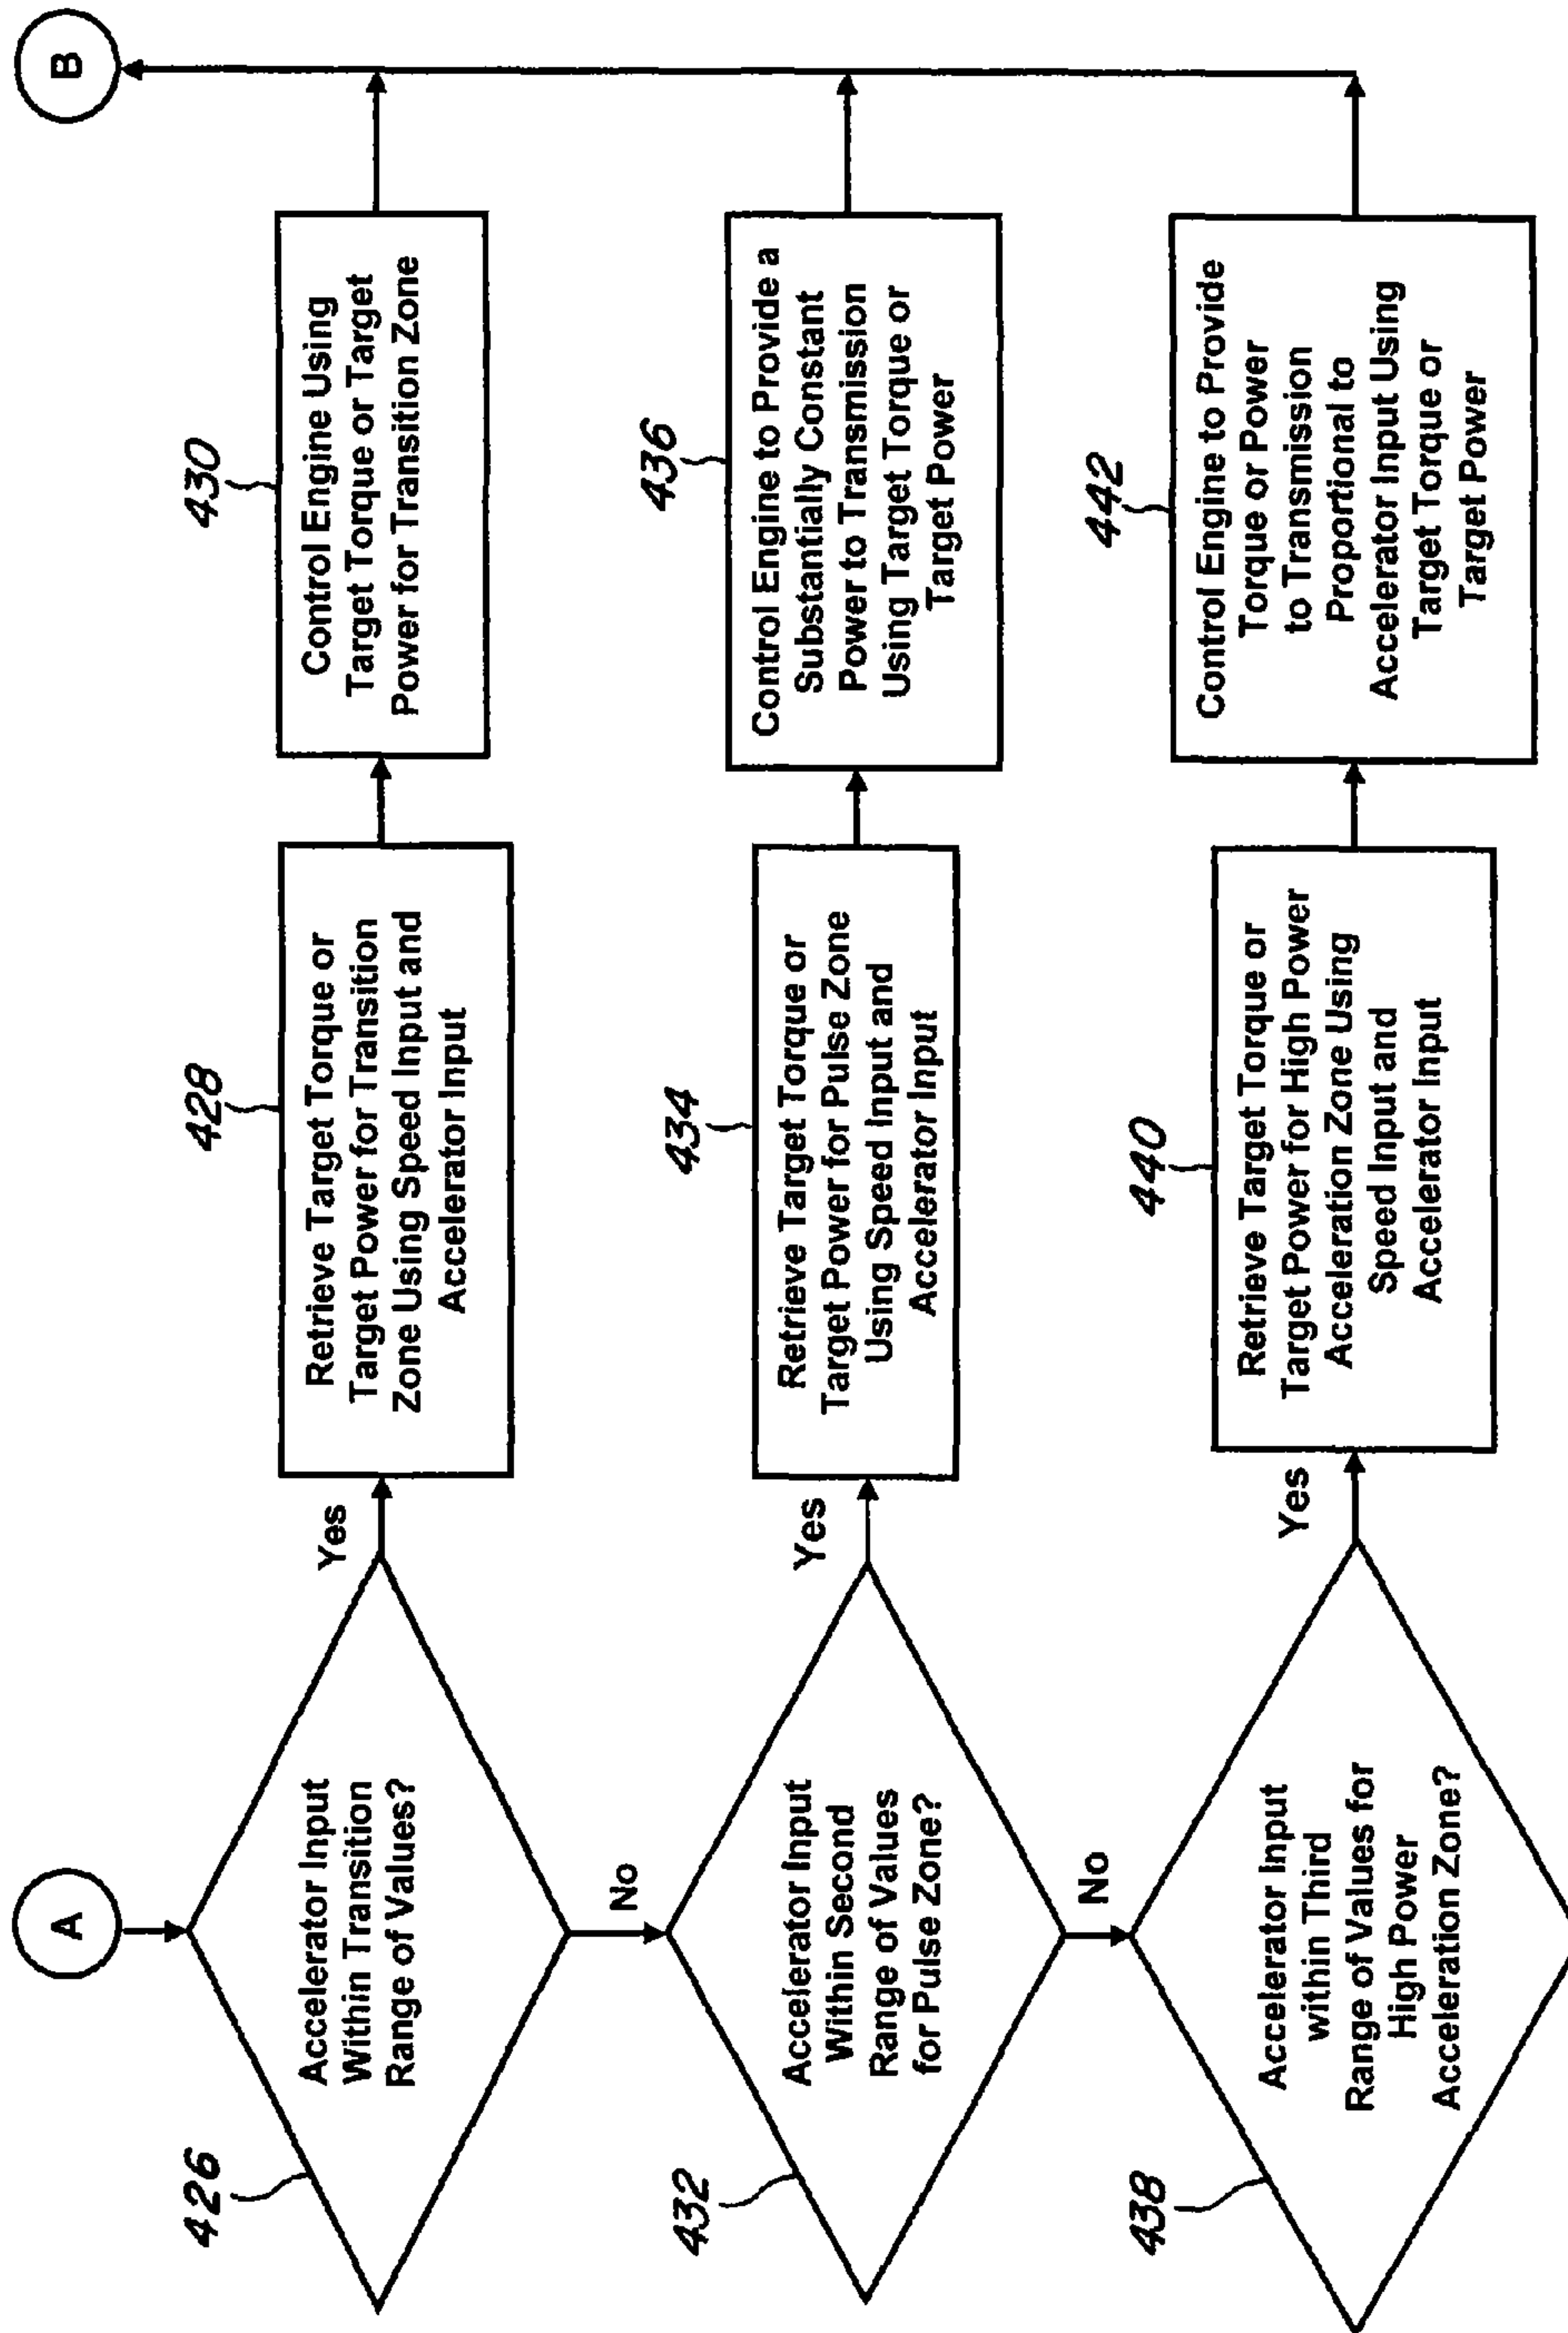 A
B
426
Accelerator Input
Within Transition
Range of Values?
Yes
428
Retrieve Target Torque or
Target Power for Transition
Zone Using Speed Input and
Accelerator Input
430
Control Engine Using
Target Torque or Target
Power for Transition Zone
No
432
Accelerator Input
Within Second
Range of Values
for Pulse Zone?
Yes
434
Retrieve Target Torque or
Target Power for Pulse Zone
Using Speed Input and
Accelerator Input
436
Control Engine to Provide a
Substantially Constant
Power to Transmission
Using Target Torque or
Target Power
No
438
Accelerator Input
within Third
Range of Values for
High Power
Acceleration Zone?
Yes
440
Retrieve Target Torque or
Target Power for High Power
Acceleration Zone Using
Speed Input and
Accelerator Input
442
Control Engine to Provide
Torque or Power
to Transmission
Proportional to
Accelerator Input Using
Target Torque or
Target Power